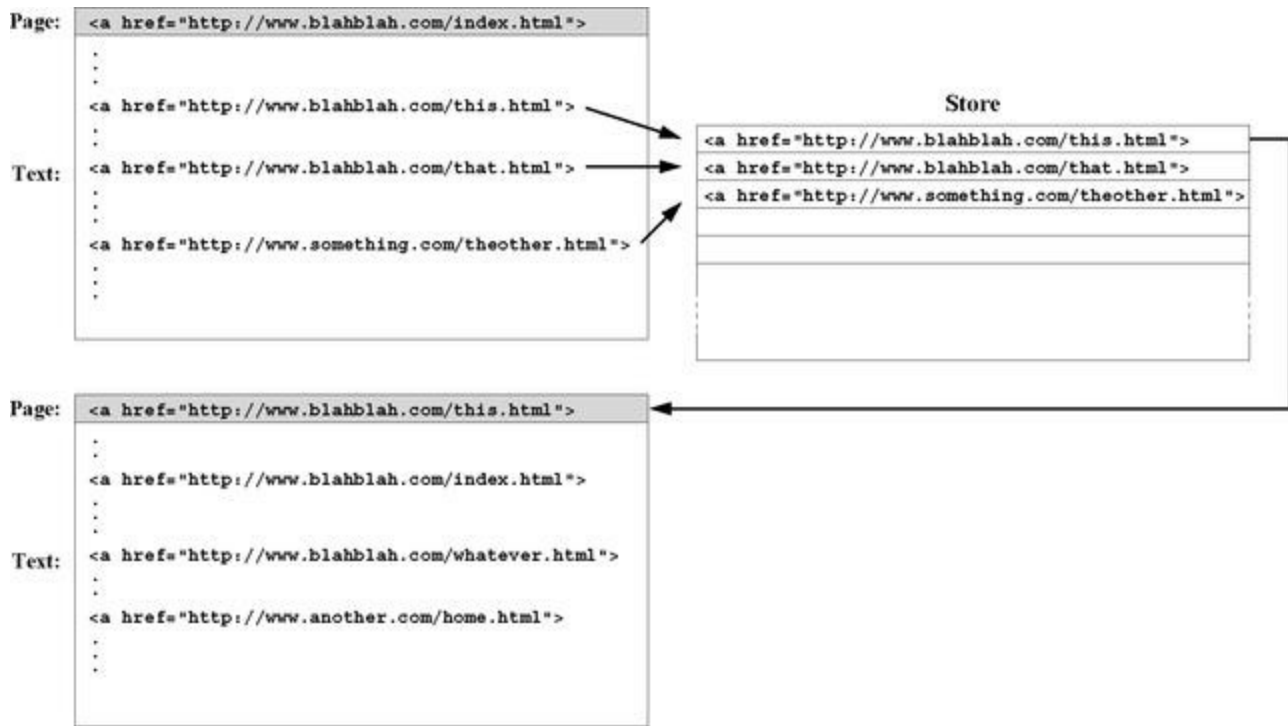 Page: <a href="http://www.blahblah.com/index.html">
<a href="http://www.blahblah.com/this.html">
Text: <a href="http://www.blahblah.com/that.html">
<a href="http://www.something.com/theother.html">
Store
<a href="http://www.blahblah.com/this.html">
<a href="http://www.blahblah.com/that.html">
<a href="http://www.something.com/theother.html">
Page: <a href="http://www.blahblah.com/this.html">
<a href="http://www.blahblah.com/index.html">
Text: <a href="http://www.blahblah.com/whatever.html">
<a href="http://www.another.com/home.html">